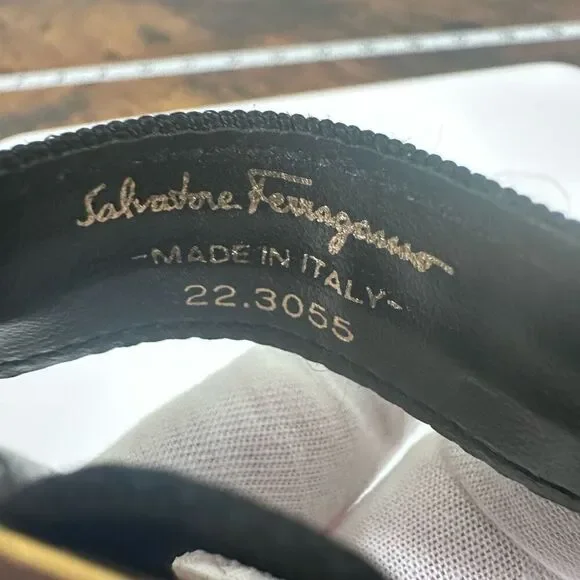 Salvatore Ferragamo
-MADE IN ITALY-
22.3055